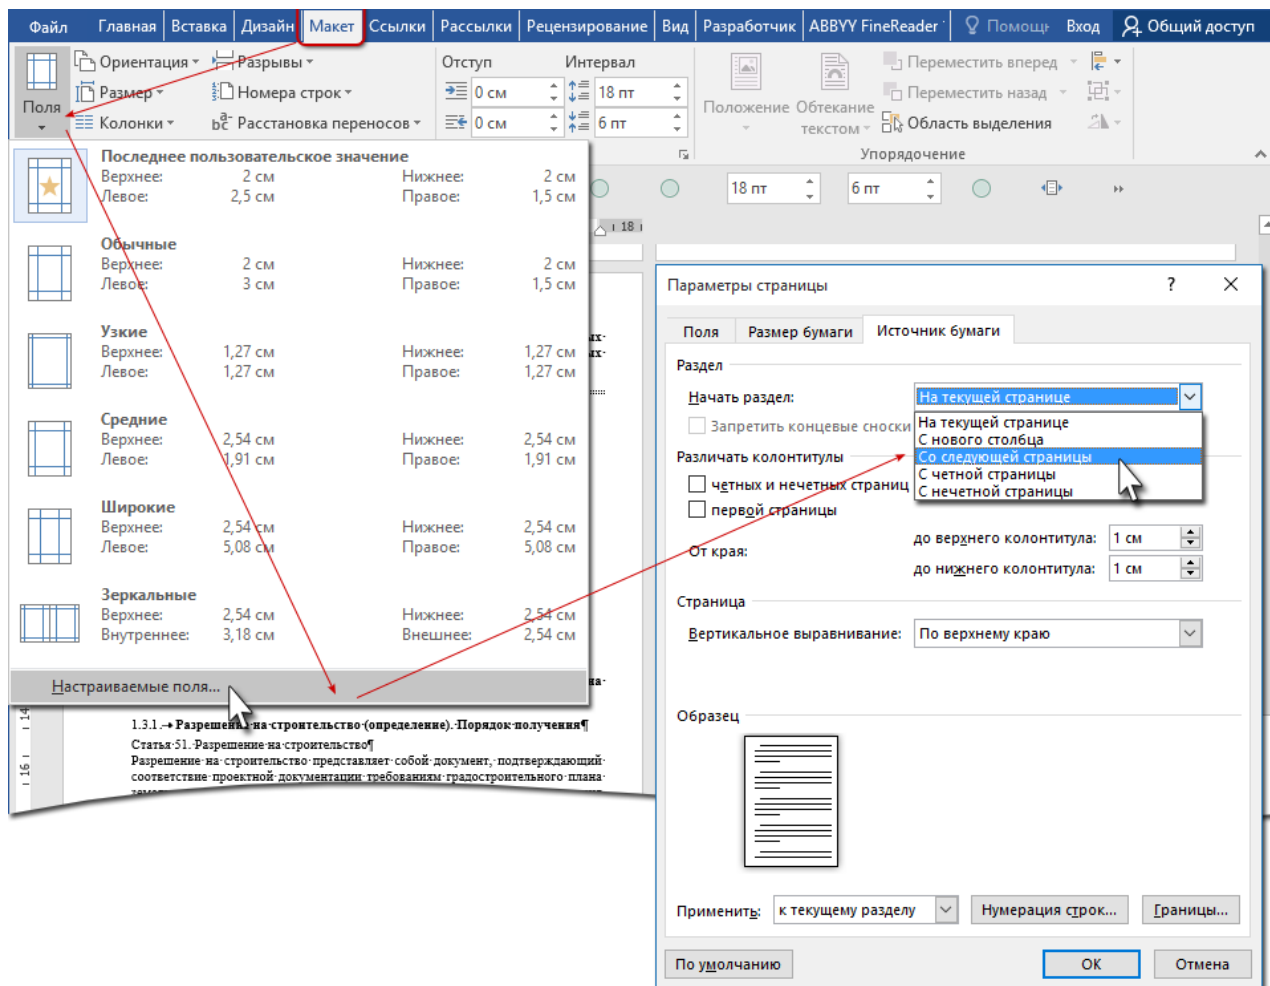 Файл Главная Вставка Дизайн Макет Ссылки Рассылки Рецензирование Вид Разработчик ABBYY FineReader Помощн Вход Общий доступ
Поля
Ориентация
Размер
Колонки
Разрывы
Номера строк
bc Расстановка переносов
Отступ Интервал
0 см 18 пт
0 см 6 пт
Положение Обтекание текстом
Переместить вперед
Переместить назад
Область выделения
Упорядочение
18 пт 6 пт
18
Последнее пользовательское значение
Верхнее: 2 см Нижнее: 2 см
Левое: 2,5 см Правое: 1,5 см
Обычные
Верхнее: 2 см Нижнее: 2 см
Левое: 3 см Правое: 1,5 см
Узкие
Верхнее: 1,27 см Нижнее: 1,27 см
Левое: 1,27 см Правое: 1,27 см
Средние
Верхнее: 2,54 см Нижнее: 2,54 см
Левое: 1,91 см Правое: 1,91 см
Широкие
Верхнее: 2,54 см Нижнее: 2,54 см
Левое: 5,08 см Правое: 5,08 см
Зеркальные
Верхнее: 2,54 см Нижнее: 2,54 см
Внутреннее: 3,18 см Внешнее: 2,54 см
Настраиваемые поля...
14
16
1.3.1.→Разрешение·на·строительство·(определение).·Порядок·получения¶
Статья·51.·Разрешение·на·строительство¶
Разрешение·на·строительство·представляет·собой·документ,·подтверждающий·
соответствие·проектной·документации·требованиям·градостроительного·плана·
Параметры страницы ? ×
Поля Размер бумаги Источник бумаги
Раздел
Начать раздел: На текущей странице
На текущей странице
С нового столбца
Со следующей страницы
С четной страницы
С нечетной страницы
Запретить концевые сноски
Различать колонтитулы
четных и нечетных страниц
первой страницы
От края:
до верхнего колонтитула: 1 см
до нижнего колонтитула: 1 см
Страница
Вертикальное выравнивание: По верхнему краю
Образец
Применить: к текущему разделу Нумерация строк... Границы...
По умолчанию ОК Отмена